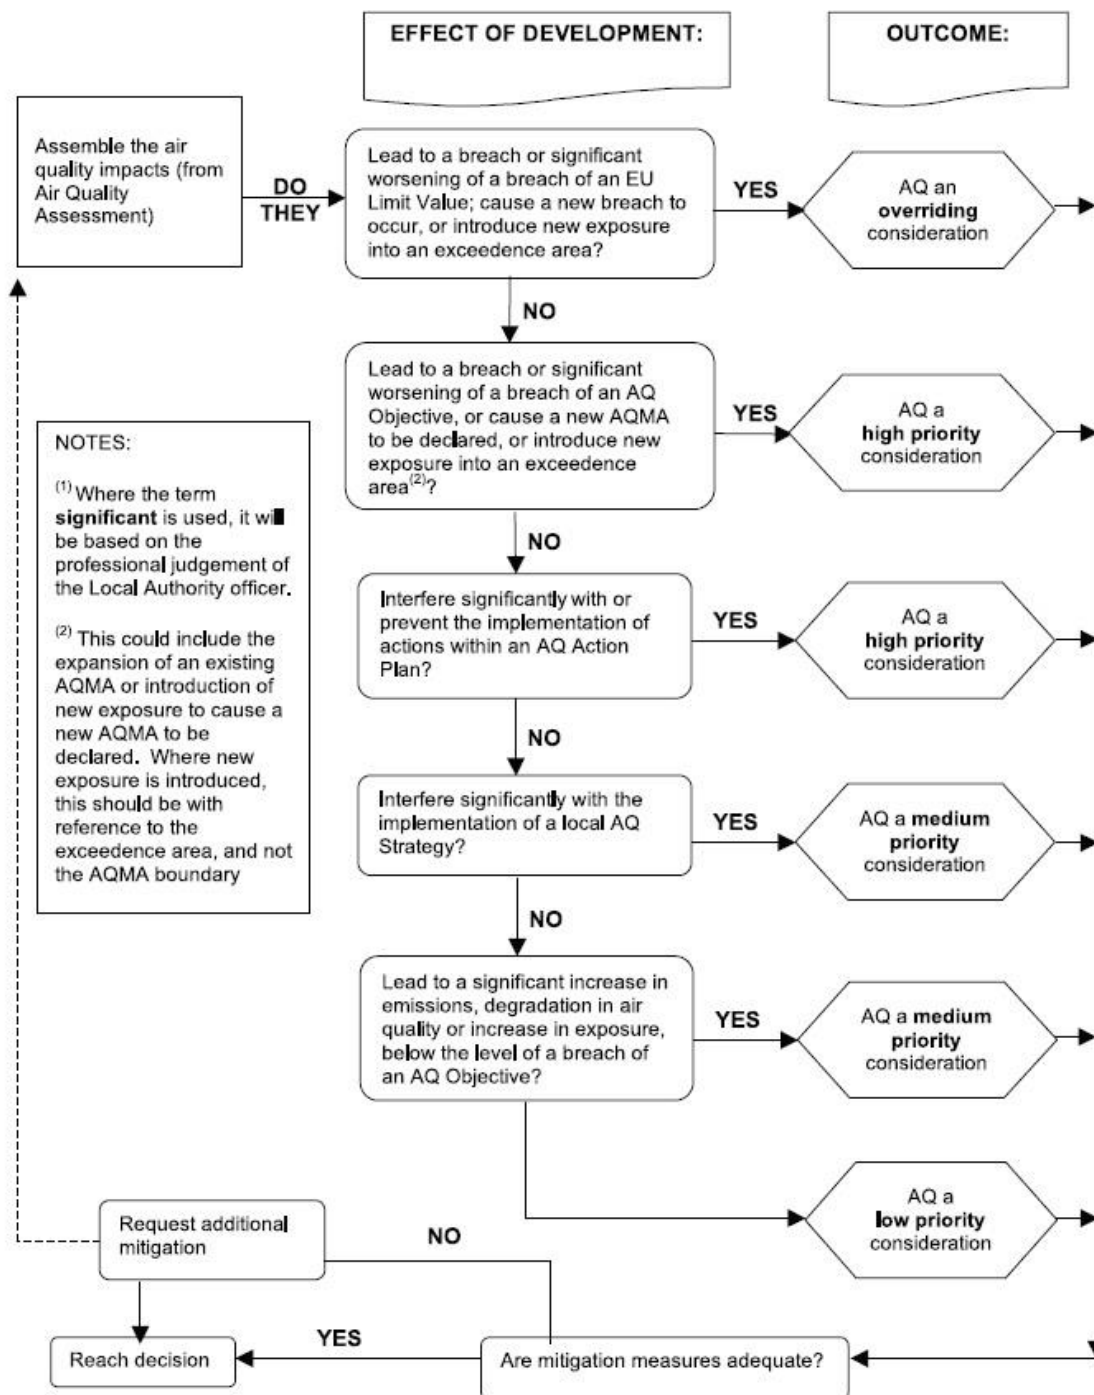 EFFECT OF DEVELOPMENT:
OUTCOME:
Assemble the air
quality impacts (from
Air Quality
Assessment)
DO
THEY
Lead to a breach or significant
worsening of a breach of an EU
Limit Value; cause a new breach to
occur, or introduce new exposure
into an exceedence area?
YES
AQ an
overriding
consideration
NO
Lead to a breach or significant
worsening of a breach of an AQ
Objective, or cause a new AQMA
to be declared, or introduce new
exposure into an exceedence
area(2)?
YES
AQ a
high priority
consideration
NOTES:
(1) Where the term
significant is used, it will
be based on the
professional judgement of
the Local Authority officer.
(2) This could include the
expansion of an existing
AQMA or introduction of
new exposure to cause a
new AQMA to be
declared. Where new
exposure is introduced,
this should be with
reference to the
exceedence area, and not
the AQMA boundary
NO
Interfere significantly with or
prevent the implementation of
actions within an AQ Action
Plan?
YES
AQ a
high priority
consideration
NO
Interfere significantly with the
implementation of a local AQ
Strategy?
YES
AQ a medium
priority
consideration
NO
Lead to a significant increase in
emissions, degradation in air
quality or increase in exposure,
below the level of a breach of
an AQ Objective?
YES
AQ a medium
priority
consideration
AQ a
low priority
consideration
Request additional
mitigation
NO
Reach decision
YES
Are mitigation measures adequate?